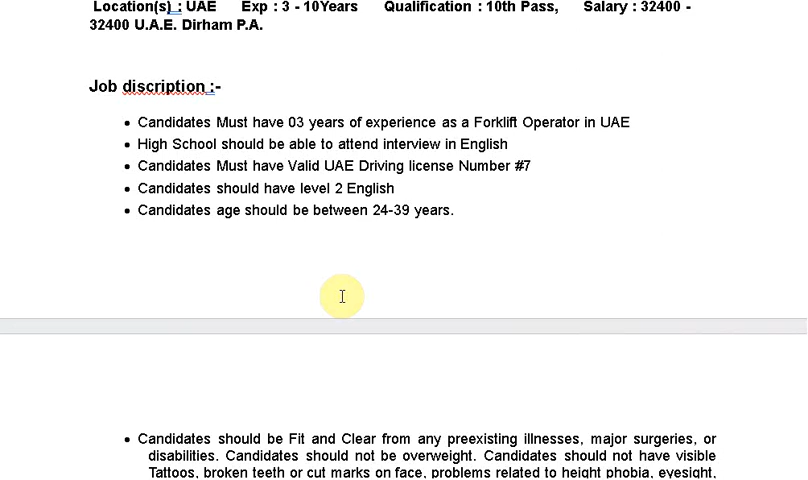 Location(s) : UAE Exp : 3 - 10Years Qualification : 10th Pass, Salary : 32400 -
32400 U.A.E. Dirham P.A.
Job discription :-
• Candidates Must have 03 years of experience as a Forklift Operator in UAE
• High School should be able to attend interview in English
• Candidates Must have Valid UAE Driving license Number #7
• Candidates should have level 2 English
• Candidates age should be between 24-39 years.
• Candidates should be Fit and Clear from any preexisting illnesses, major surgeries, or
disabilities. Candidates should not be overweight. Candidates should not have visible
Tattoos, broken teeth or cut marks on face, problems related to height phobia, eyesight,